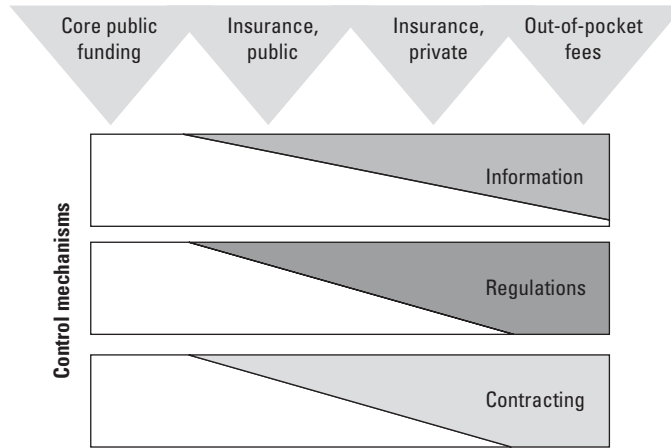 Core public
funding
Insurance,
public
Insurance,
private
Out-of-pocket
fees
Control mechanisms
Information
Regulations
Contracting